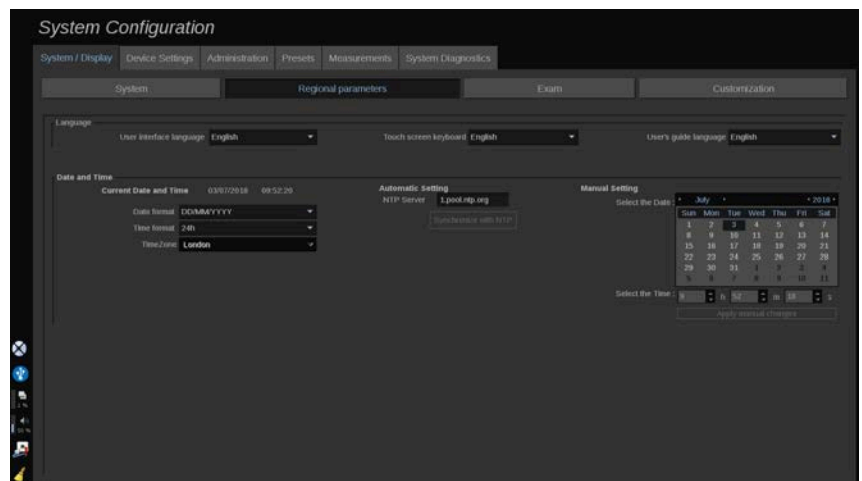 System Configuration
System / Display Device Settings Administration Presets Measurements System Diagnostics
System Regional parameters Exam Customization
Language
User interface language English Touch screen keyboard English User's guide language English
Date and Time
Current Date and Time 03/07/2018 09:52:20 Automatic Setting Manual Setting
NTP Server 1.pool.ntp.org Select the Date: July 2018
Date format DD/MM/YYYY Synchronize with NTP Sun Mon Tue Wed Thu Fri Sat
1 2 3 4 5 6 7
Time format 24h 8 9 10 11 12 13 14
TimeZone London 15 16 17 18 19 20 21
22 23 24 25 26 27 28
29 30 31 1 2 3 4
5 6 7 8 9 10 11
Select the Time: 9 h 52 m 18 s
Apply manual changes
2 %